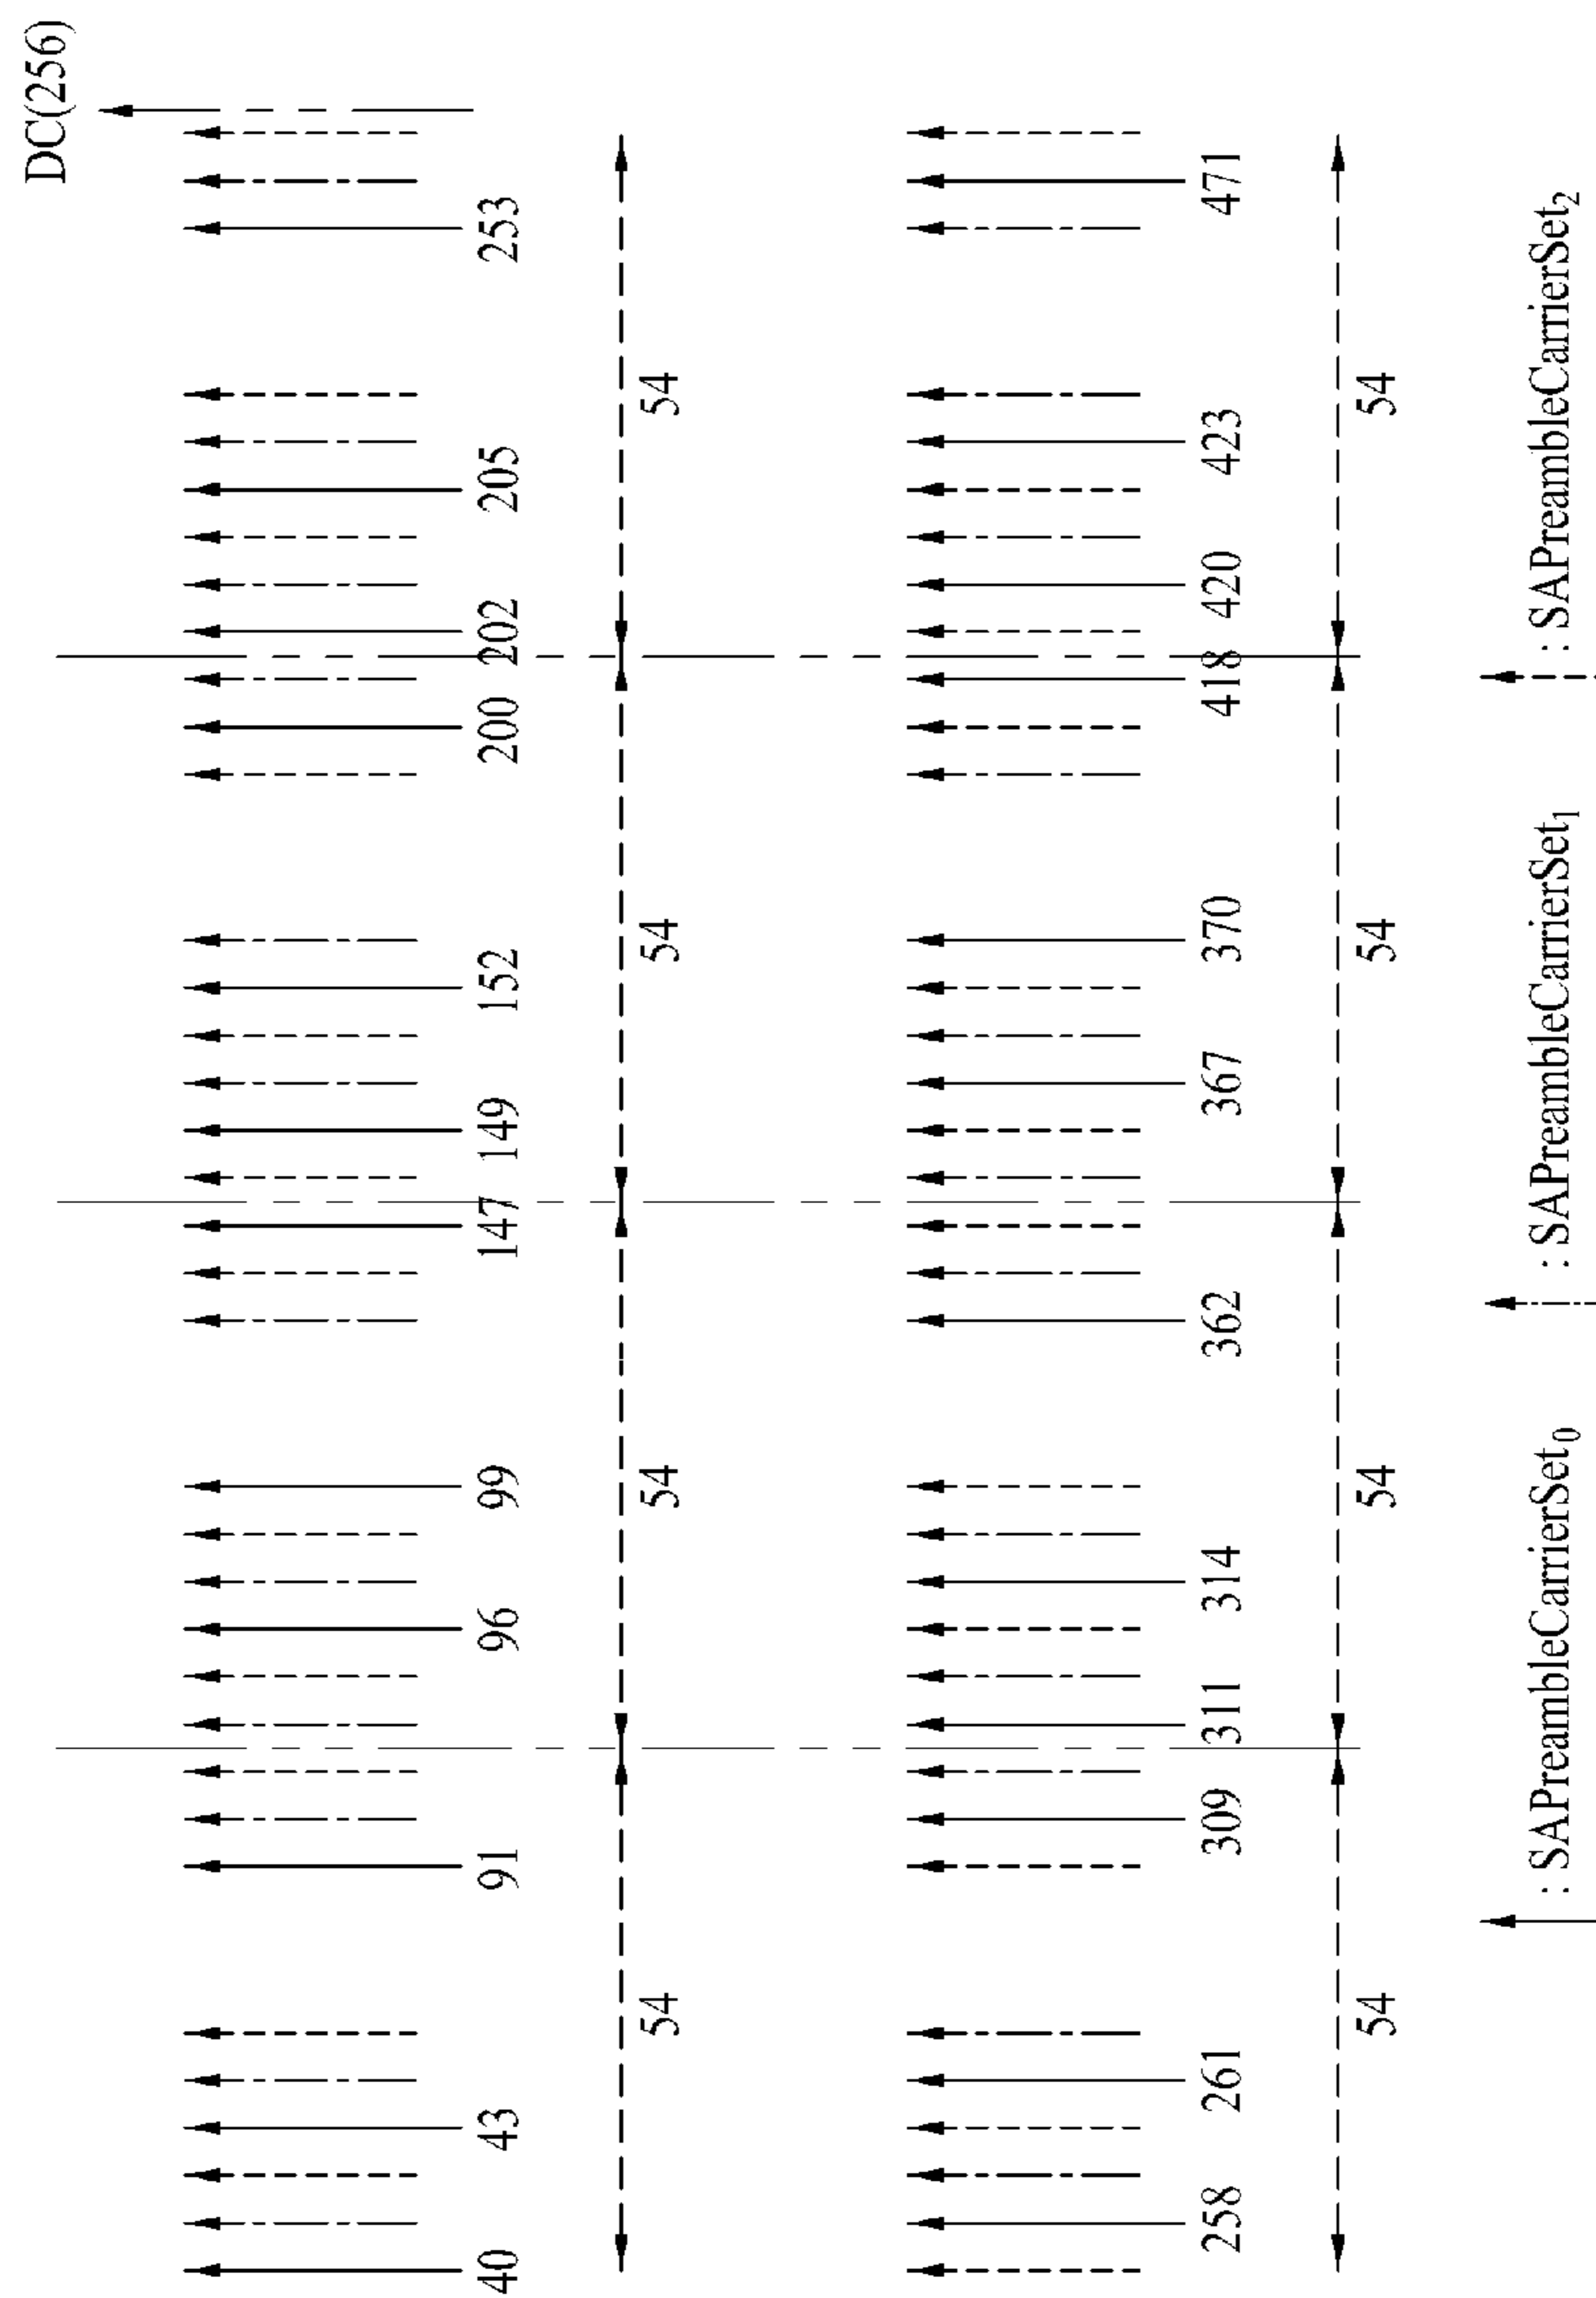 DC(256)
40 43 91 96 99 147 149 152 200 202 205 253
54 54 54 54
258 261 309 311 314 362 367 370 418 420 423 471
54 54 54 54
: SAPreambleCarrierSet0 : SAPreambleCarrierSet1 : SAPreambleCarrierSet2